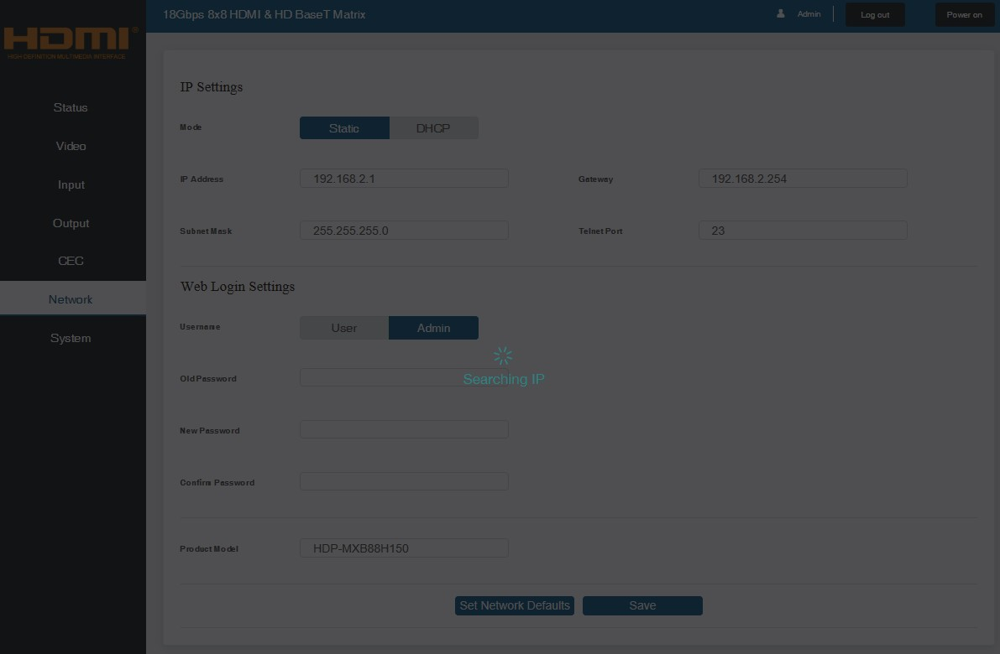 18Gbps 8x8 HDMI & HD BaseT Matrix
Admin
Log out
Power on
HDMI®
HIGH-DEFINITION MULTIMEDIA INTERFACE
Status
Video
Input
Output
CEC
Network
System
IP Settings
Mode
Static
DHCP
IP Address
192.168.2.1
Gateway
192.168.2.254
Subnet Mask
255.255.255.0
Telnet Port
23
Web Login Settings
Username
User
Admin
Old Password
Searching IP
New Password
Confirm Password
Product Model
HDP-MXB88H150
Set Network Defaults
Save